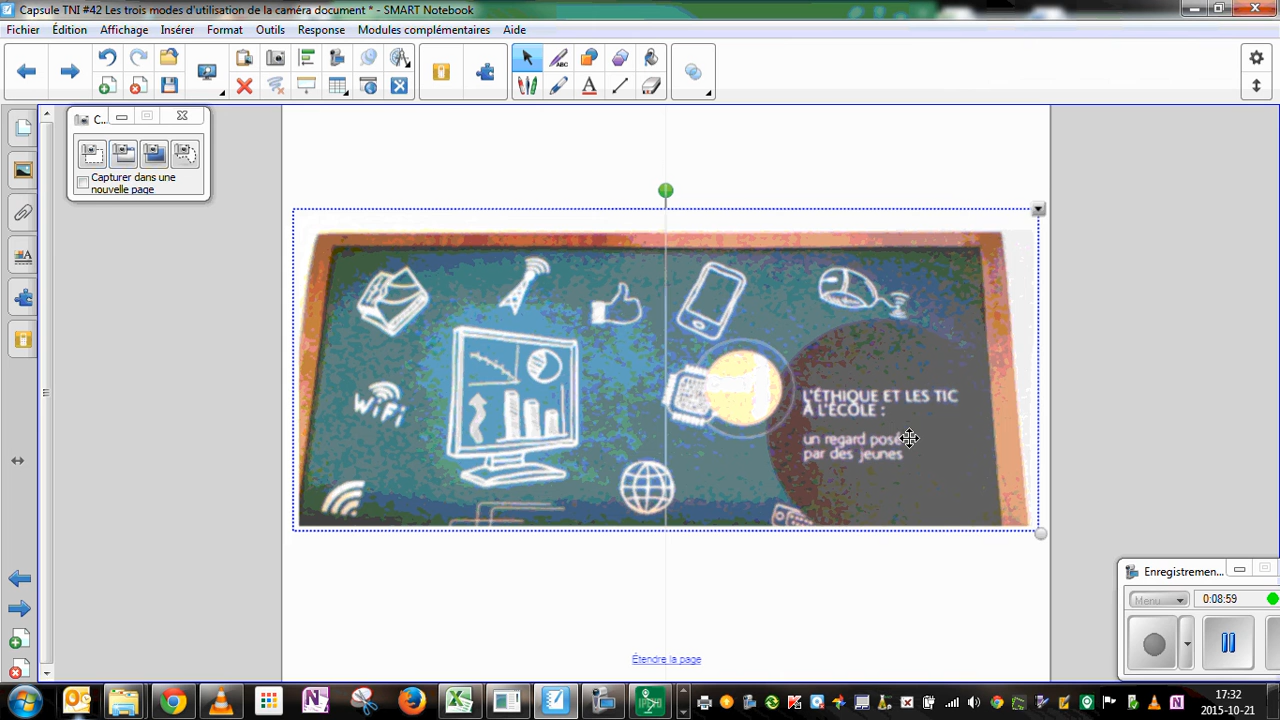 Capsule TNI #42 Les trois modes d'utilisation de la caméra document * - SMART Notebook
Fichier Édition Affichage Insérer Format Outils Response Modules complémentaires Aide
C...
Capturer dans une
nouvelle page
WiFi
L'ÉTHIQUE ET LES TIC
À L'ÉCOLE :
un regard posé
par des jeunes
Étendre la page
Enregistremen...
Menu
0:08:59
17:32
2015-10-21